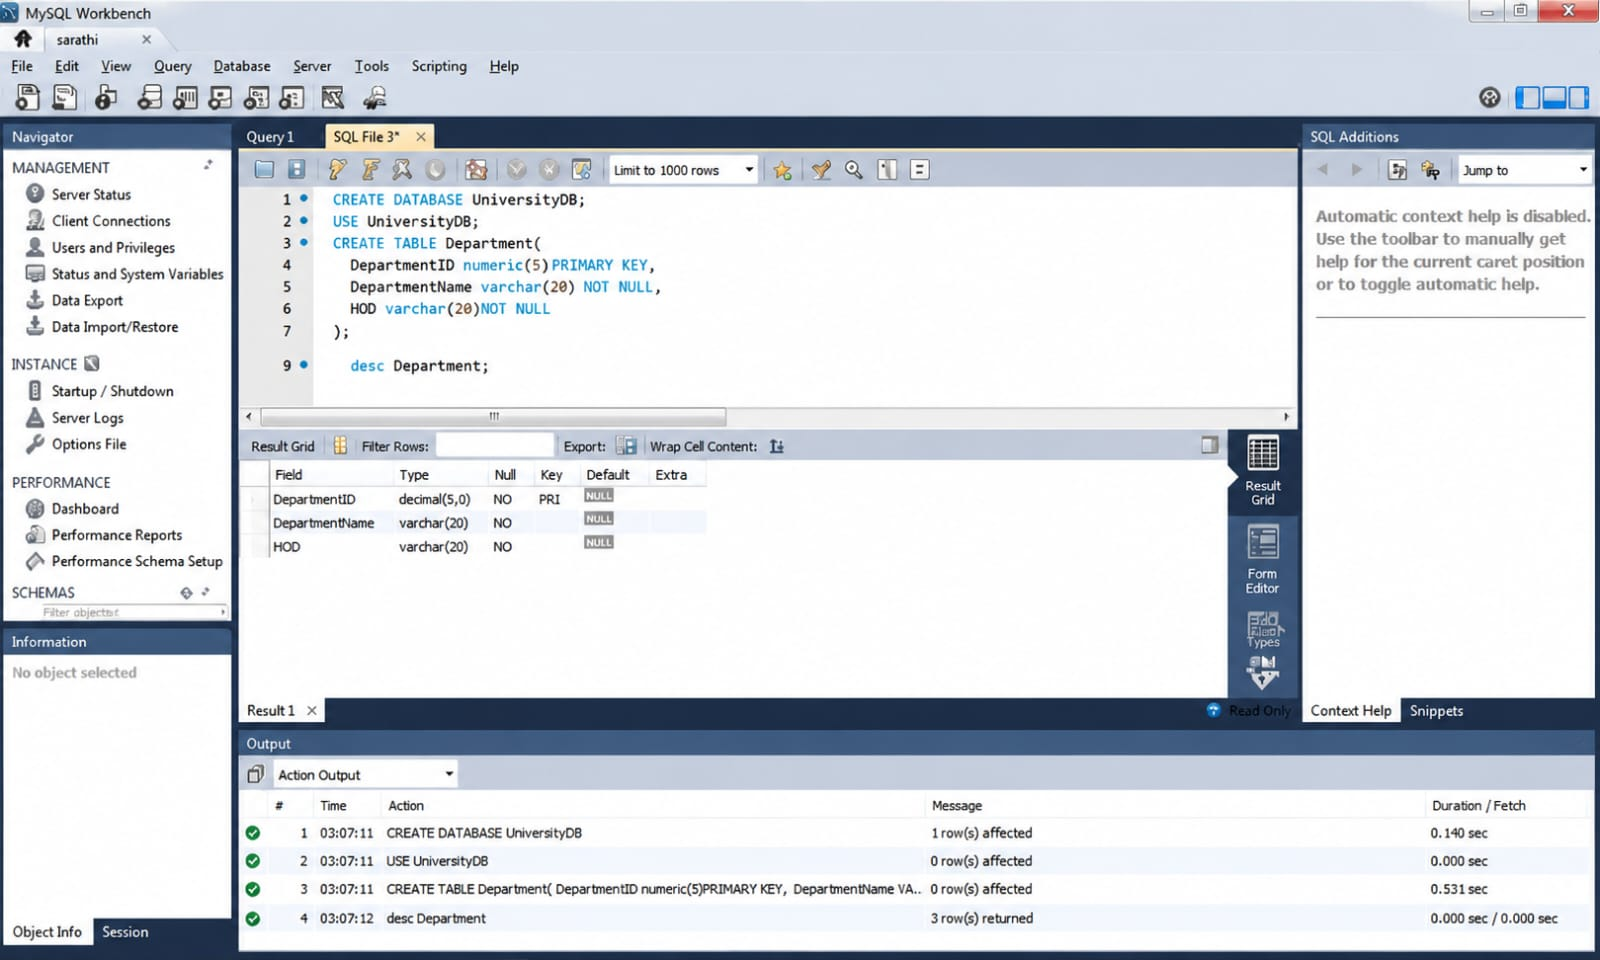 MySQL Workbench
sarathi
File Edit View Query Database Server Tools Scripting Help
Navigator
MANAGEMENT
Server Status
Client Connections
Users and Privileges
Status and System Variables
Data Export
Data Import/Restore
INSTANCE
Startup / Shutdown
Server Logs
Options File
PERFORMANCE
Dashboard
Performance Reports
Performance Schema Setup
SCHEMAS
Filter
Information
No object selected
Object Info Session
Query 1 SQL File 3*
Limit to 1000 rows
1 CREATE DATABASE UniversityDB;
2 USE UniversityDB;
3 CREATE TABLE Department(
4 DepartmentID numeric(5)PRIMARY KEY,
5 DepartmentName varchar(20) NOT NULL,
6 HOD varchar(20)NOT NULL
7 );
9 desc Department;
Result Grid Filter Rows: Export: Wrap Cell Content:
Field Type Null Key Default Extra
DepartmentID decimal(5,0) NO PRI NULL
DepartmentName varchar(20) NO NULL
HOD varchar(20) NO NULL
Result Grid
Form Editor
Types
Result 1
Read Only
SQL Additions
Jump to
Automatic context help is disabled.
Use the toolbar to manually get
help for the current caret position
or to toggle automatic help.
Context Help Snippets
Output
Action Output
# Time Action Message Duration / Fetch
1 03:07:11 CREATE DATABASE UniversityDB 1 row(s) affected 0.140 sec
2 03:07:11 USE UniversityDB 0 row(s) affected 0.000 sec
3 03:07:11 CREATE TABLE Department( DepartmentID numeric(5)PRIMARY KEY, DepartmentName VA... 0 row(s) affected 0.531 sec
4 03:07:12 desc Department 3 row(s) returned 0.000 sec / 0.000 sec